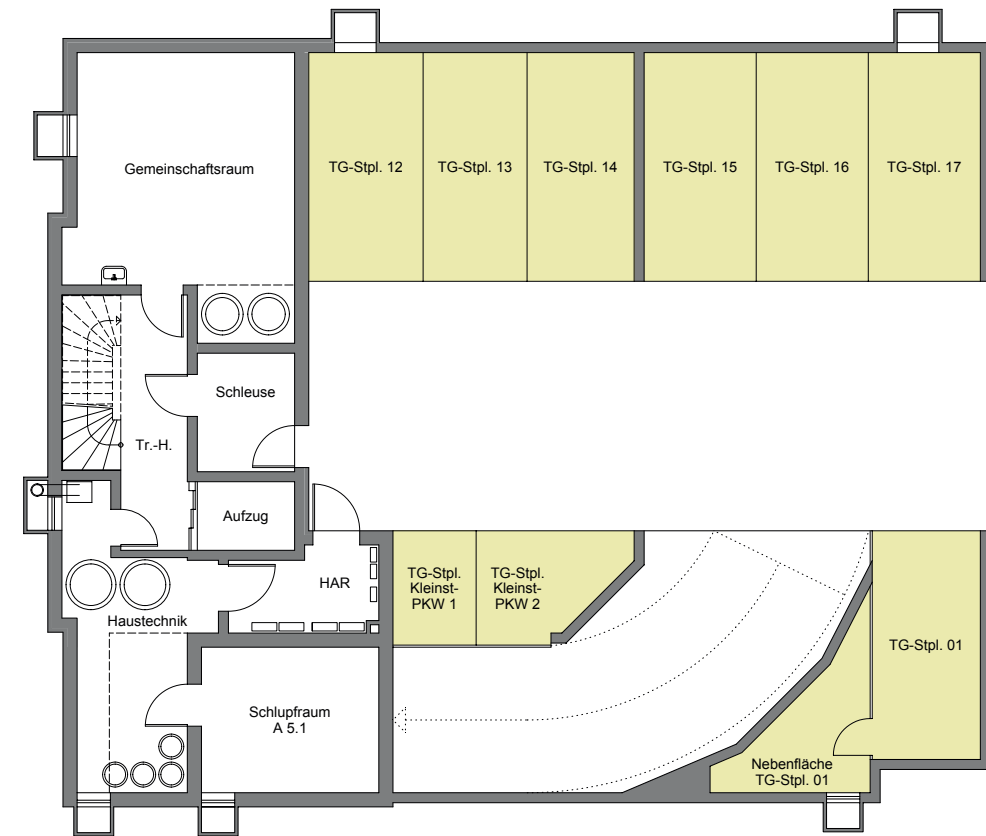 Gemeinschaftsraum
TG-Stpl. 12
TG-Stpl. 13
TG-Stpl. 14
TG-Stpl. 15
TG-Stpl. 16
TG-Stpl. 17
Schleuse
Tr.-H.
Aufzug
HAR
TG-Stpl.
Kleinst-
PKW 1
TG-Stpl.
Kleinst-
PKW 2
Haustechnik
TG-Stpl. 01
Schlupfraum
A 5.1
Nebenfläche
TG-Stpl. 01